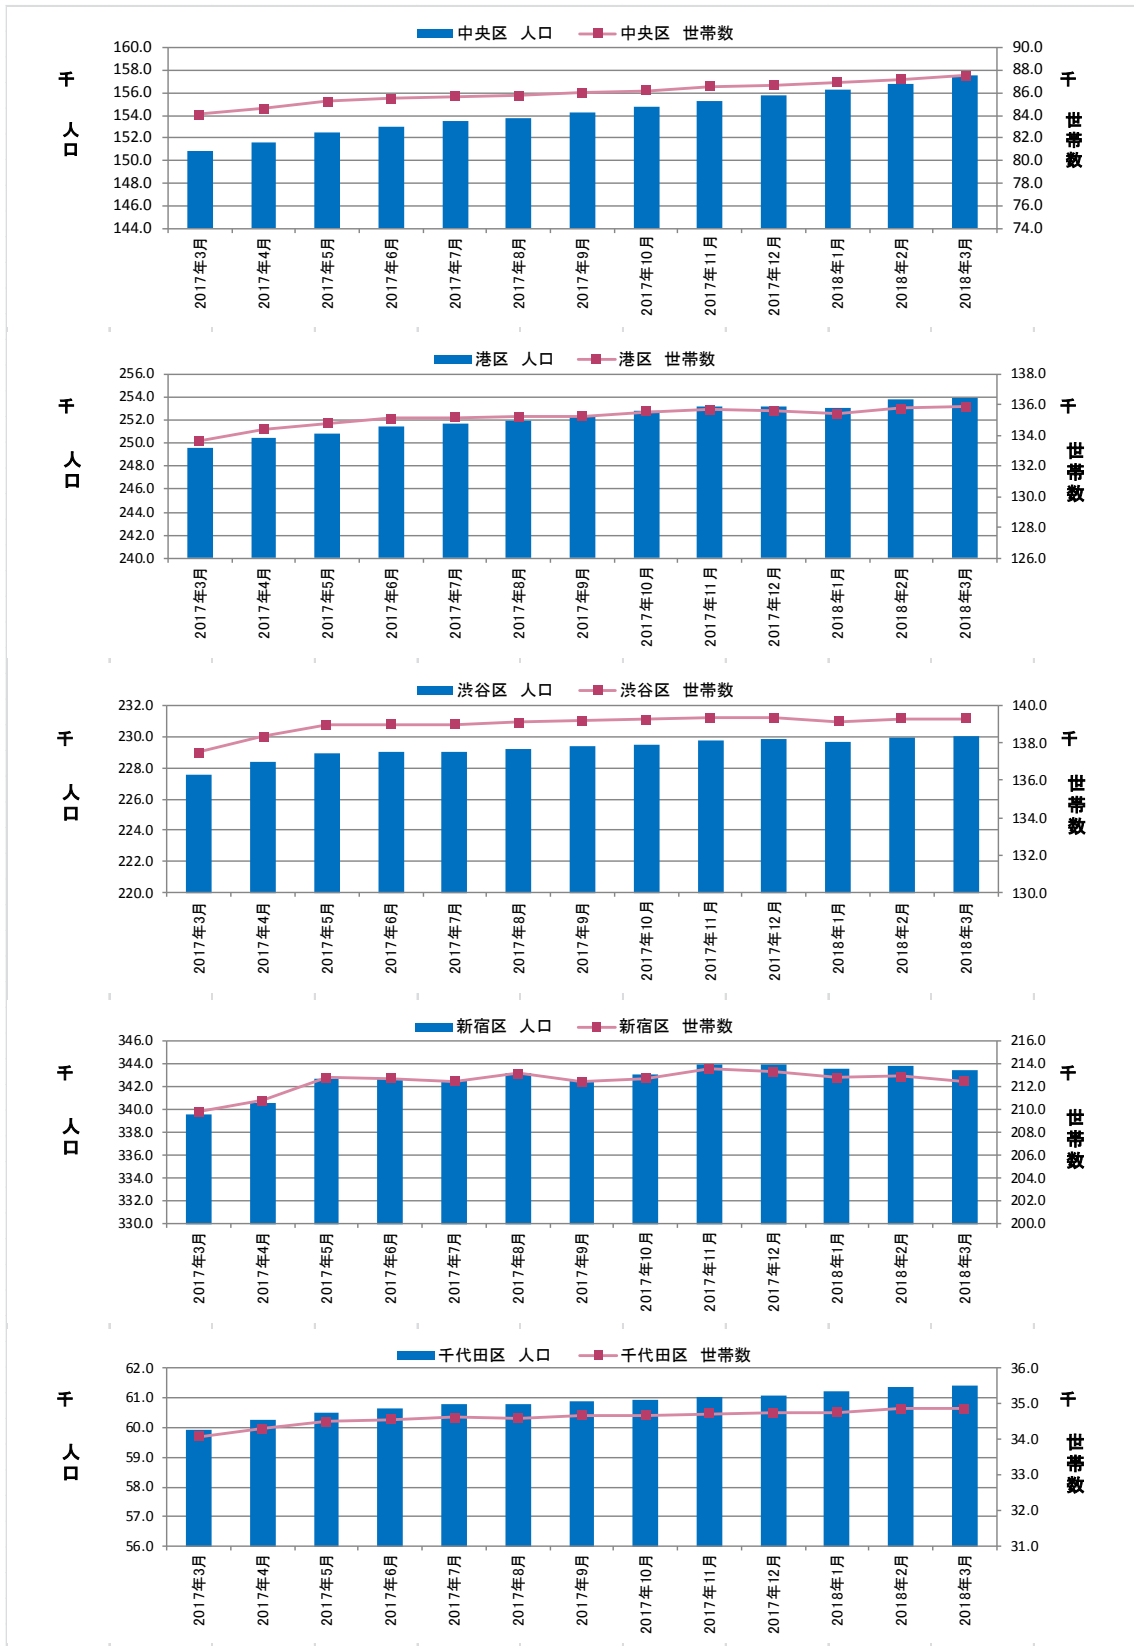 中央区　人口　中央区　世帯数
千　人口
160.0
158.0
156.0
154.0
152.0
150.0
148.0
146.0
144.0
90.0
88.0
86.0
84.0
82.0
80.0
78.0
76.0
74.0
千　世帯数
2017年3月
2017年4月
2017年5月
2017年6月
2017年7月
2017年8月
2017年9月
2017年10月
2017年11月
2017年12月
2018年1月
2018年2月
2018年3月
港区　人口　港区　世帯数
千　人口
256.0
254.0
252.0
250.0
248.0
246.0
244.0
242.0
240.0
138.0
136.0
134.0
132.0
130.0
128.0
126.0
千　世帯数
2017年3月
2017年4月
2017年5月
2017年6月
2017年7月
2017年8月
2017年9月
2017年10月
2017年11月
2017年12月
2018年1月
2018年2月
2018年3月
渋谷区　人口　渋谷区　世帯数
千　人口
232.0
230.0
228.0
226.0
224.0
222.0
220.0
140.0
138.0
136.0
134.0
132.0
130.0
千　世帯数
2017年3月
2017年4月
2017年5月
2017年6月
2017年7月
2017年8月
2017年9月
2017年10月
2017年11月
2017年12月
2018年1月
2018年2月
2018年3月
新宿区　人口　新宿区　世帯数
千　人口
346.0
344.0
342.0
340.0
338.0
336.0
334.0
332.0
330.0
216.0
214.0
212.0
210.0
208.0
206.0
204.0
202.0
200.0
千　世帯数
2017年3月
2017年4月
2017年5月
2017年6月
2017年7月
2017年8月
2017年9月
2017年10月
2017年11月
2017年12月
2018年1月
2018年2月
2018年3月
千代田区　人口　千代田区　世帯数
千　人口
62.0
61.0
60.0
59.0
58.0
57.0
56.0
36.0
35.0
34.0
33.0
32.0
31.0
千　世帯数
2017年3月
2017年4月
2017年5月
2017年6月
2017年7月
2017年8月
2017年9月
2017年10月
2017年11月
2017年12月
2018年1月
2018年2月
2018年3月